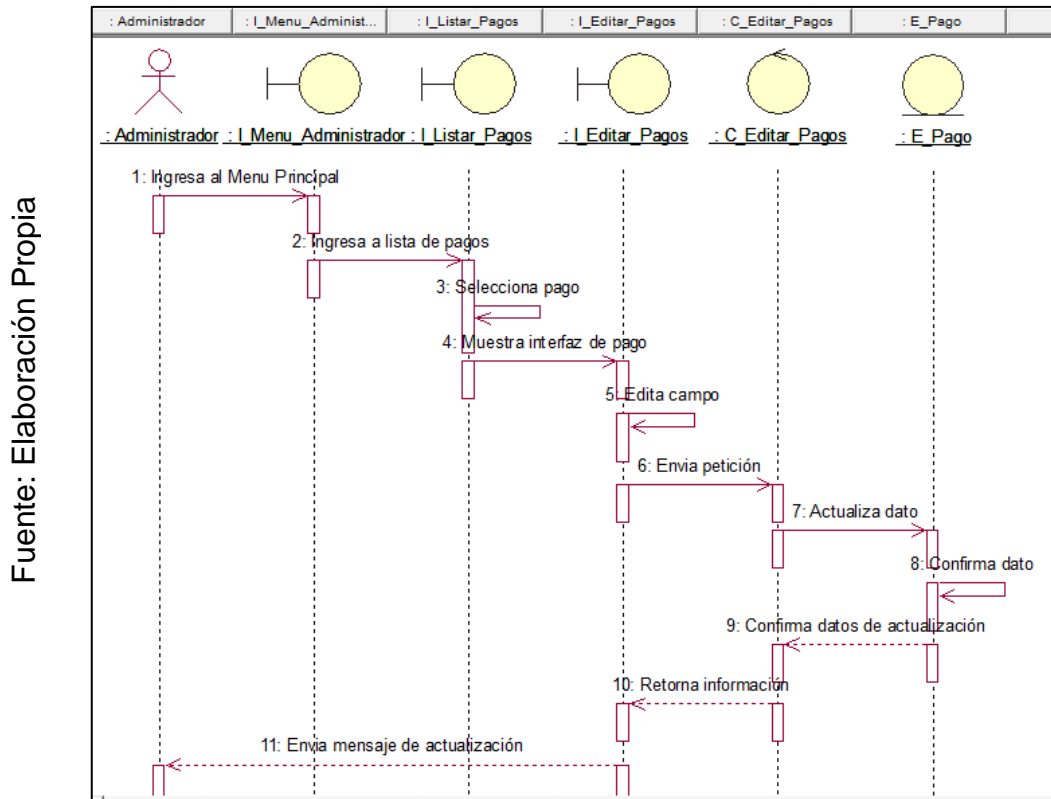 : Administrador
: I_Menu_Administ...
: I_Listar_Pagos
: I_Editar_Pagos
: C_Editar_Pagos
: E_Pago
: Administrador
: I_Menu_Administrador
: I_Listar_Pagos
: I_Editar_Pagos
: C_Editar_Pagos
: E_Pago
1: Ingresa al Menu Principal
2: Ingresa a lista de pagos
3: Selecciona pago
4: Muestra interfaz de pago
5: Edita campo
6: Envia petición
7: Actualiza dato
8: Confirma dato
9: Confirma datos de actualización
10: Retorna información
11: Envia mensaje de actualización
Fuente: Elaboración Propia